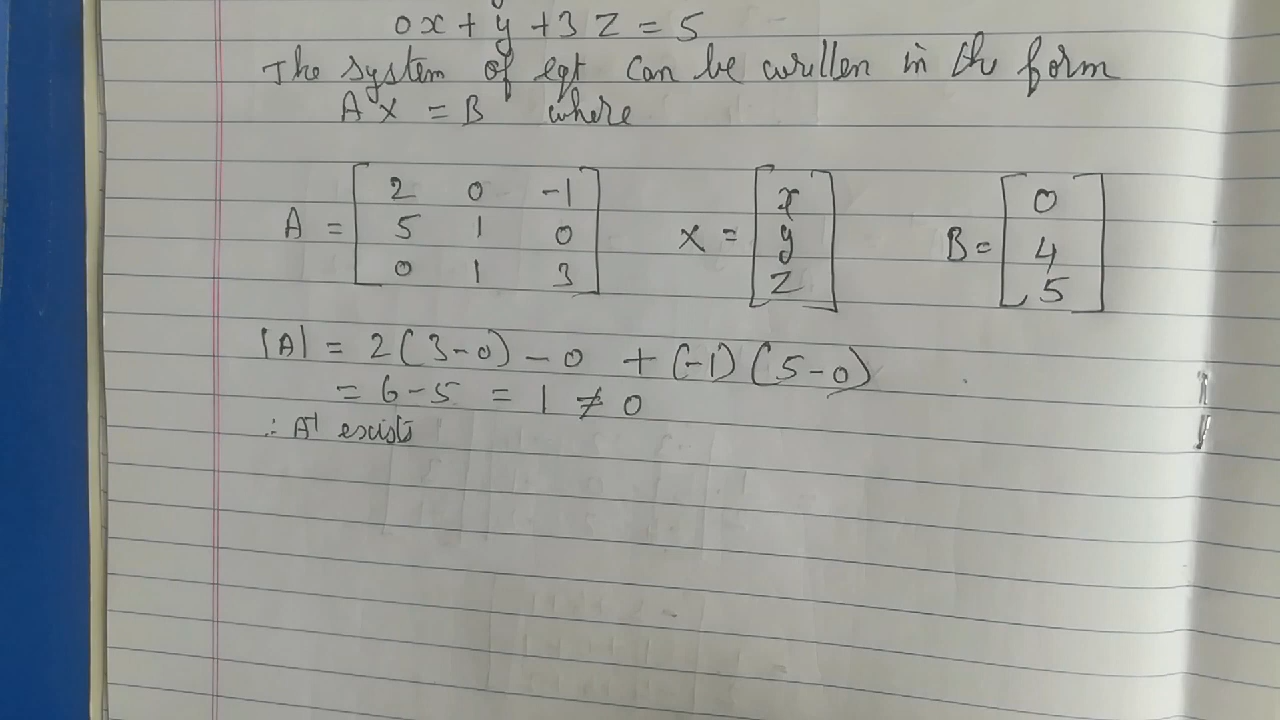 0x + y + 3z = 5
The system of eqt can be written in the form
AX = B where
A = [2 0 -1
5 1 0
0 1 3] X = [x
y
z] B = [0
4
5]
|A| = 2(3-0) - 0 + (-1)(5-0)
= 6-5 = 1 ≠ 0
∴ A⁻¹ exists